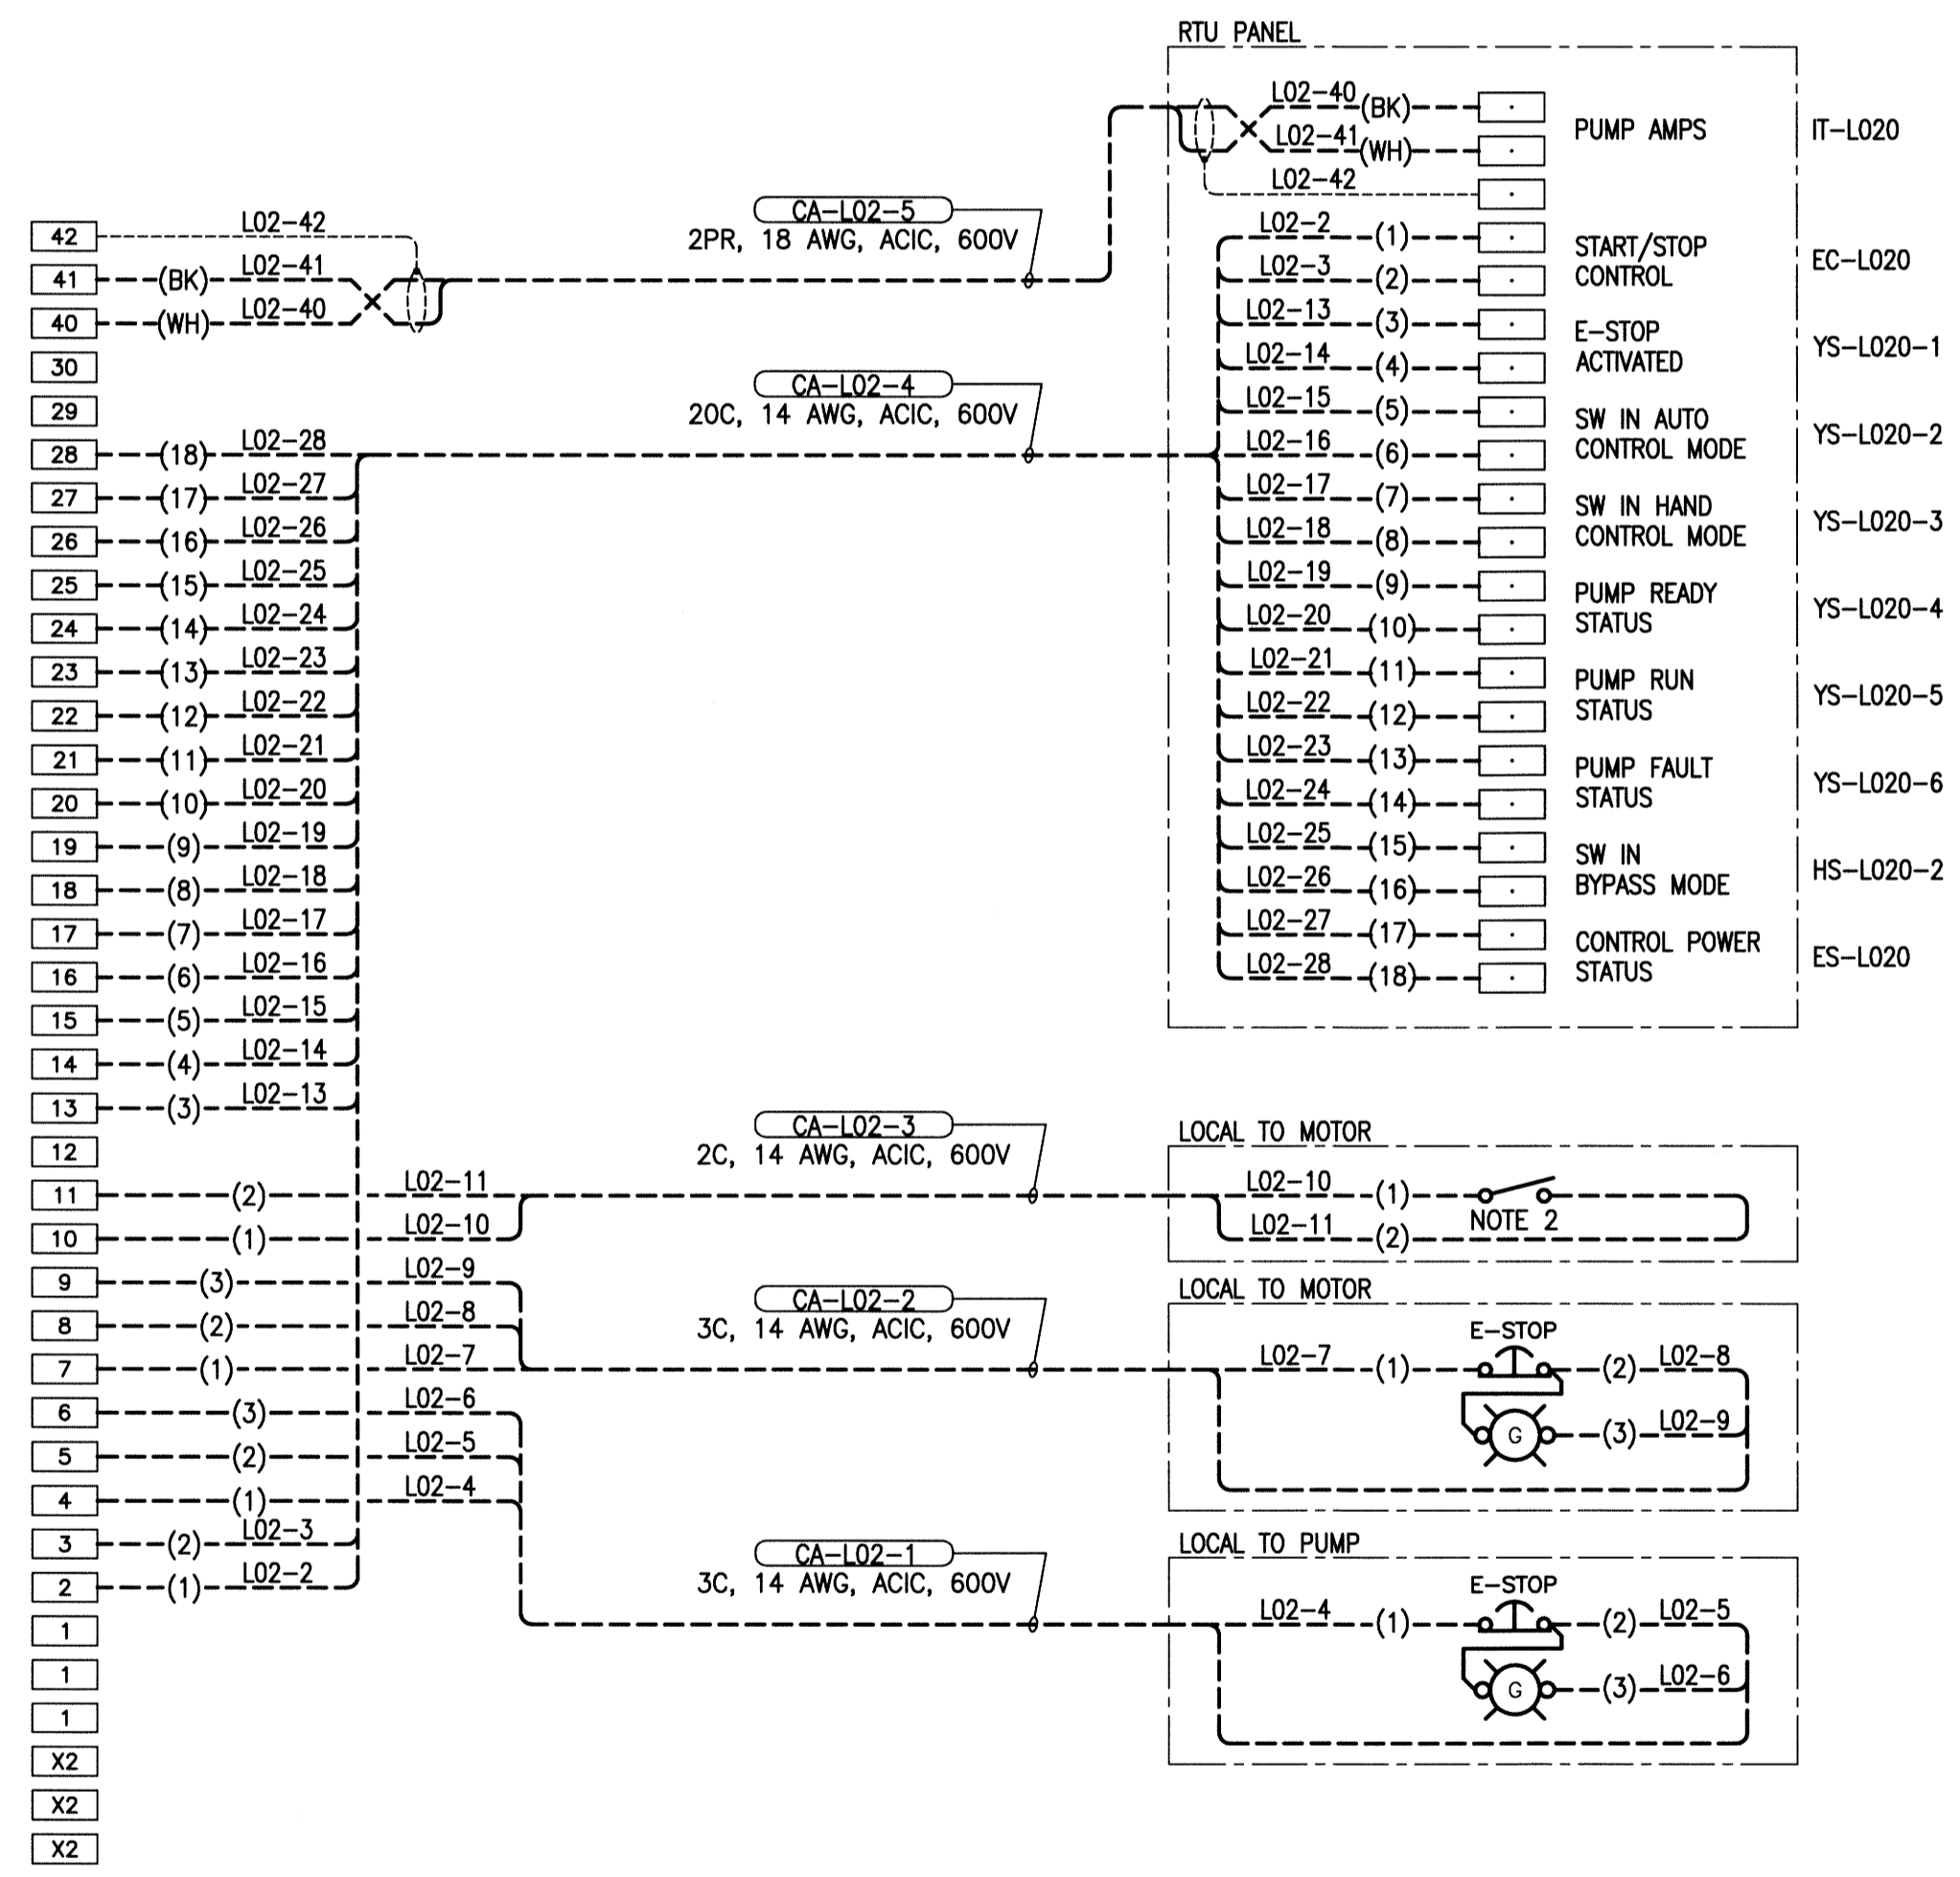 RTU PANEL
L02-40 (BK)
PUMP AMPS IT-L020
L02-41 (WH)
L02-42
L02-2 (1)
START/STOP
CONTROL
EC-L020
L02-3 (2)
L02-13 (3)
E-STOP
ACTIVATED
YS-L020-1
L02-14 (4)
L02-15 (5)
SW IN AUTO
CONTROL MODE
YS-L020-2
L02-16 (6)
L02-17 (7)
SW IN HAND
CONTROL MODE
YS-L020-3
L02-18 (8)
L02-19 (9)
PUMP READY
STATUS
YS-L020-4
L02-20 (10)
L02-21 (11)
PUMP RUN
STATUS
YS-L020-5
L02-22 (12)
L02-23 (13)
PUMP FAULT
STATUS
YS-L020-6
L02-24 (14)
L02-25 (15)
SW IN
BYPASS MODE
HS-L020-2
L02-26 (16)
L02-27 (17)
CONTROL POWER
STATUS
ES-L020
L02-28 (18)
CA-L02-5
2PR, 18 AWG, ACIC, 600V
CA-L02-4
20C, 14 AWG, ACIC, 600V
42 L02-42
41 (BK) L02-41
40 (WH) L02-40
30
29
28 (18) L02-28
27 (17) L02-27
26 (16) L02-26
25 (15) L02-25
24 (14) L02-24
23 (13) L02-23
22 (12) L02-22
21 (11) L02-21
20 (10) L02-20
19 (9) L02-19
18 (8) L02-18
17 (7) L02-17
16 (6) L02-16
15 (5) L02-15
14 (4) L02-14
13 (3) L02-13
12
11 (2) L02-11
10 (1) L02-10
9 (3) L02-9
8 (2) L02-8
7 (1) L02-7
6 (3) L02-6
5 (2) L02-5
4 (1) L02-4
3 (2) L02-3
2 (1) L02-2
1
1
1
X2
X2
X2
CA-L02-3
2C, 14 AWG, ACIC, 600V
LOCAL TO MOTOR
L02-10 (1)
NOTE 2
L02-11 (2)
CA-L02-2
3C, 14 AWG, ACIC, 600V
LOCAL TO MOTOR
E-STOP
L02-7 (1) (2) L02-8
G (3) L02-9
CA-L02-1
3C, 14 AWG, ACIC, 600V
LOCAL TO PUMP
E-STOP
L02-4 (1) (2) L02-5
G (3) L02-6